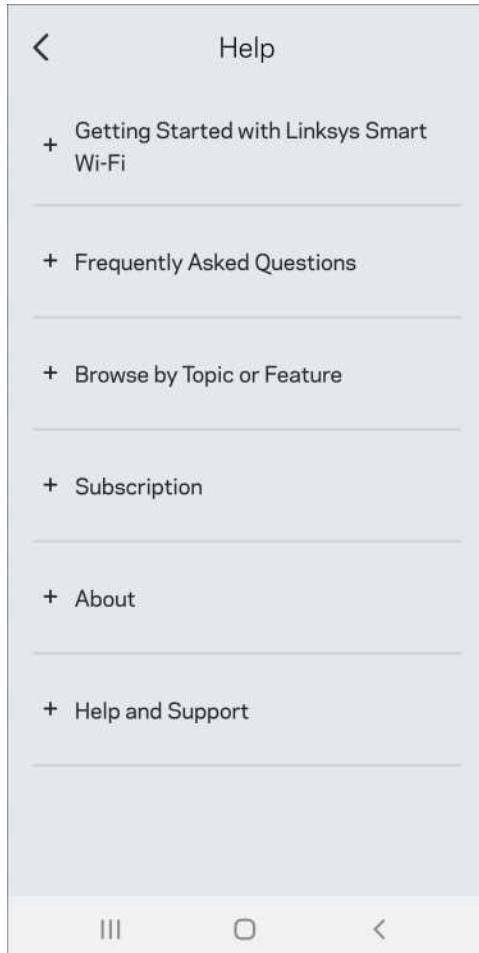 Help
+ Getting Started with Linksys Smart
Wi-Fi
+ Frequently Asked Questions
+ Browse by Topic or Feature
+ Subscription
+ About
+ Help and Support